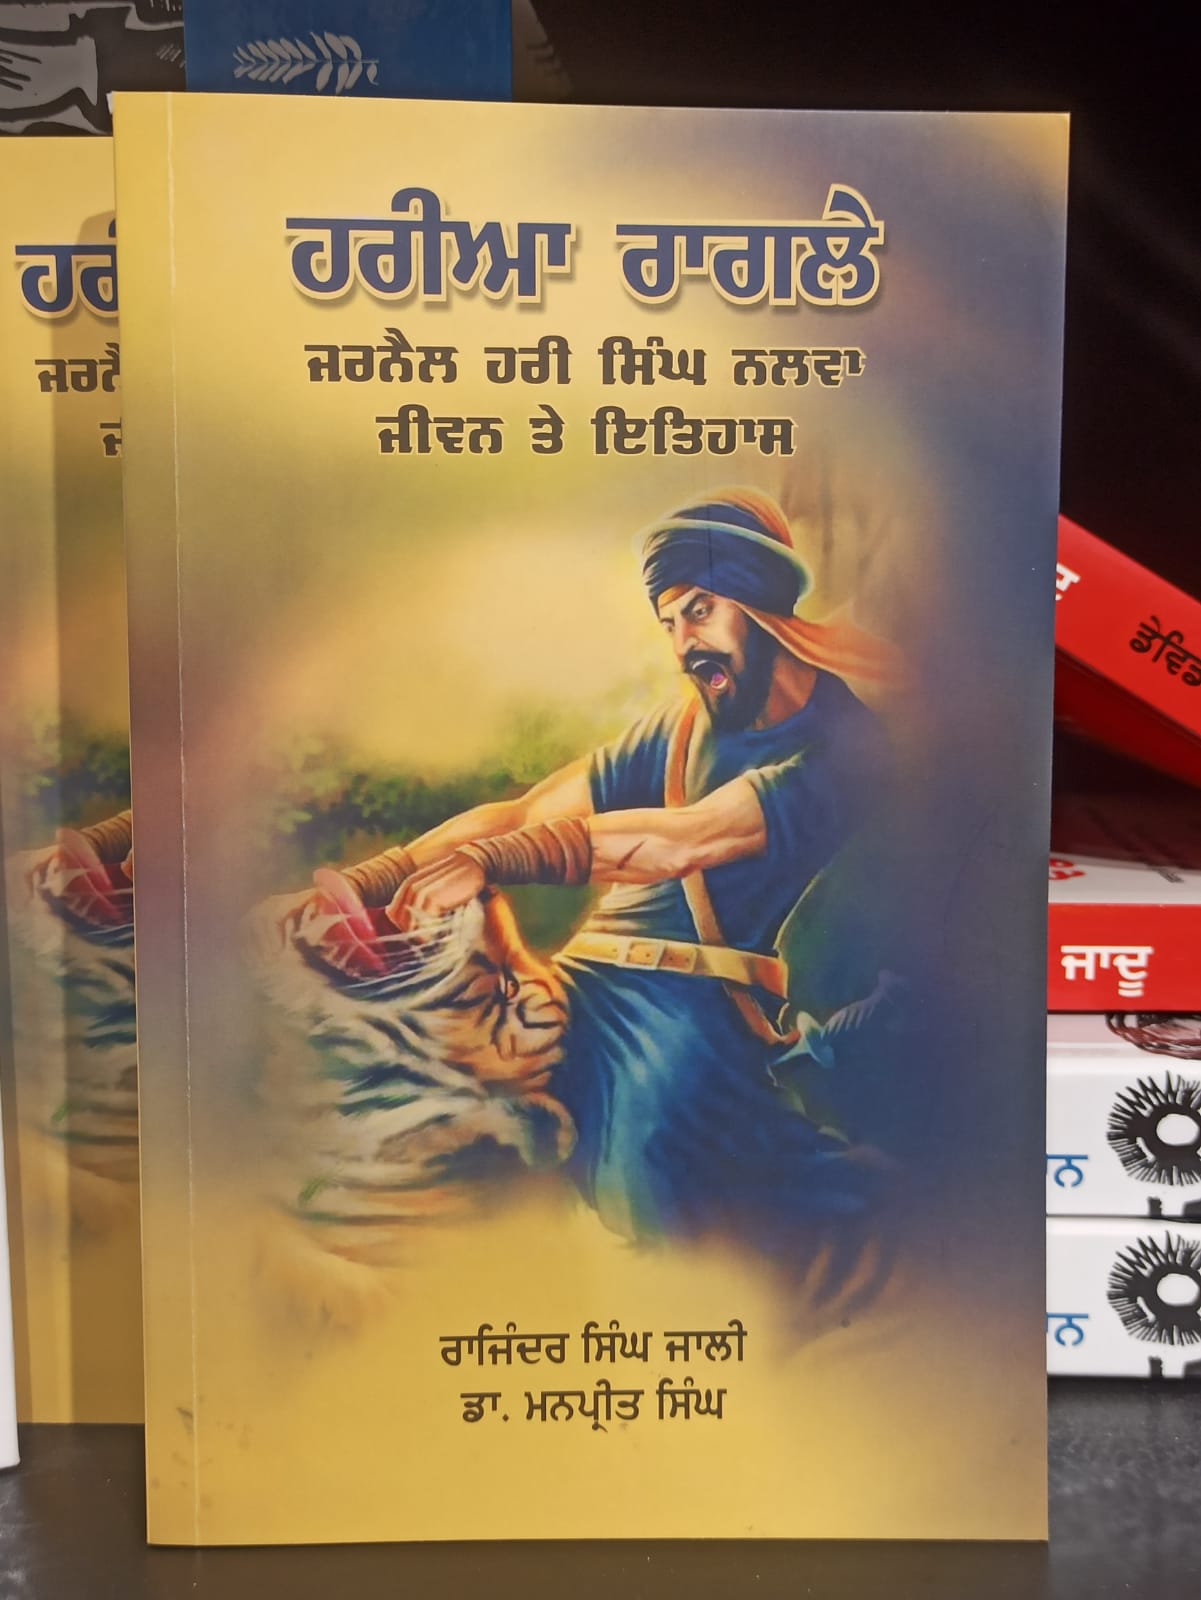 ਹਰੀਆ ਰਾਗਲੈ
ਜਰਨੈਲ ਹਰੀ ਸਿੰਘ ਨਲਵਾ
ਜੀਵਨ ਤੇ ਇਤਿਹਾਸ
ਰਾਜਿੰਦਰ ਸਿੰਘ ਜਾਲੀ
ਡਾ. ਮਨਪ੍ਰੀਤ ਸਿੰਘ
ਜਾਦੂ